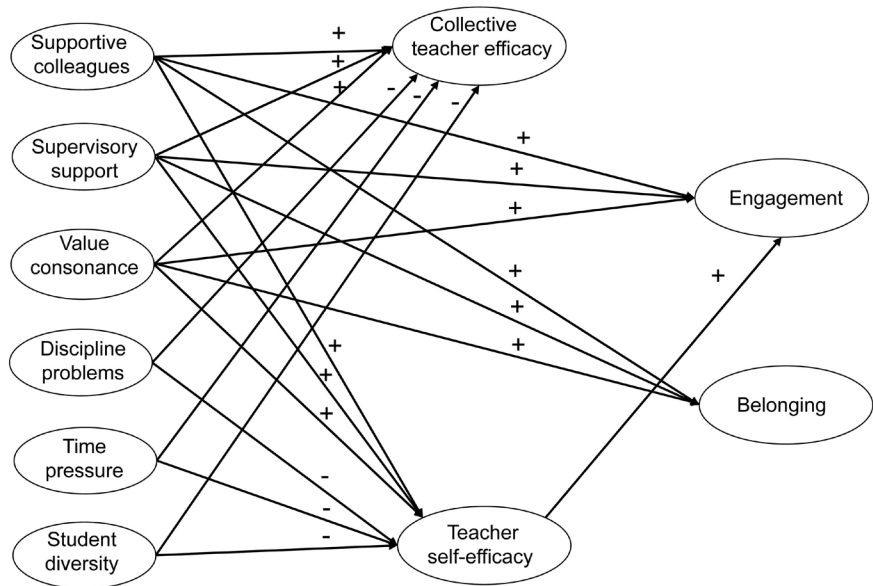 Supportive
colleagues
Supervisory
support
Value
consonance
Discipline
problems
Time
pressure
Student
diversity
Collective
teacher efficacy
Teacher
self-efficacy
Engagement
Belonging
+
+
+
-
-
-
+
+
+
+
+
+
+
+
+
+
-
-
-